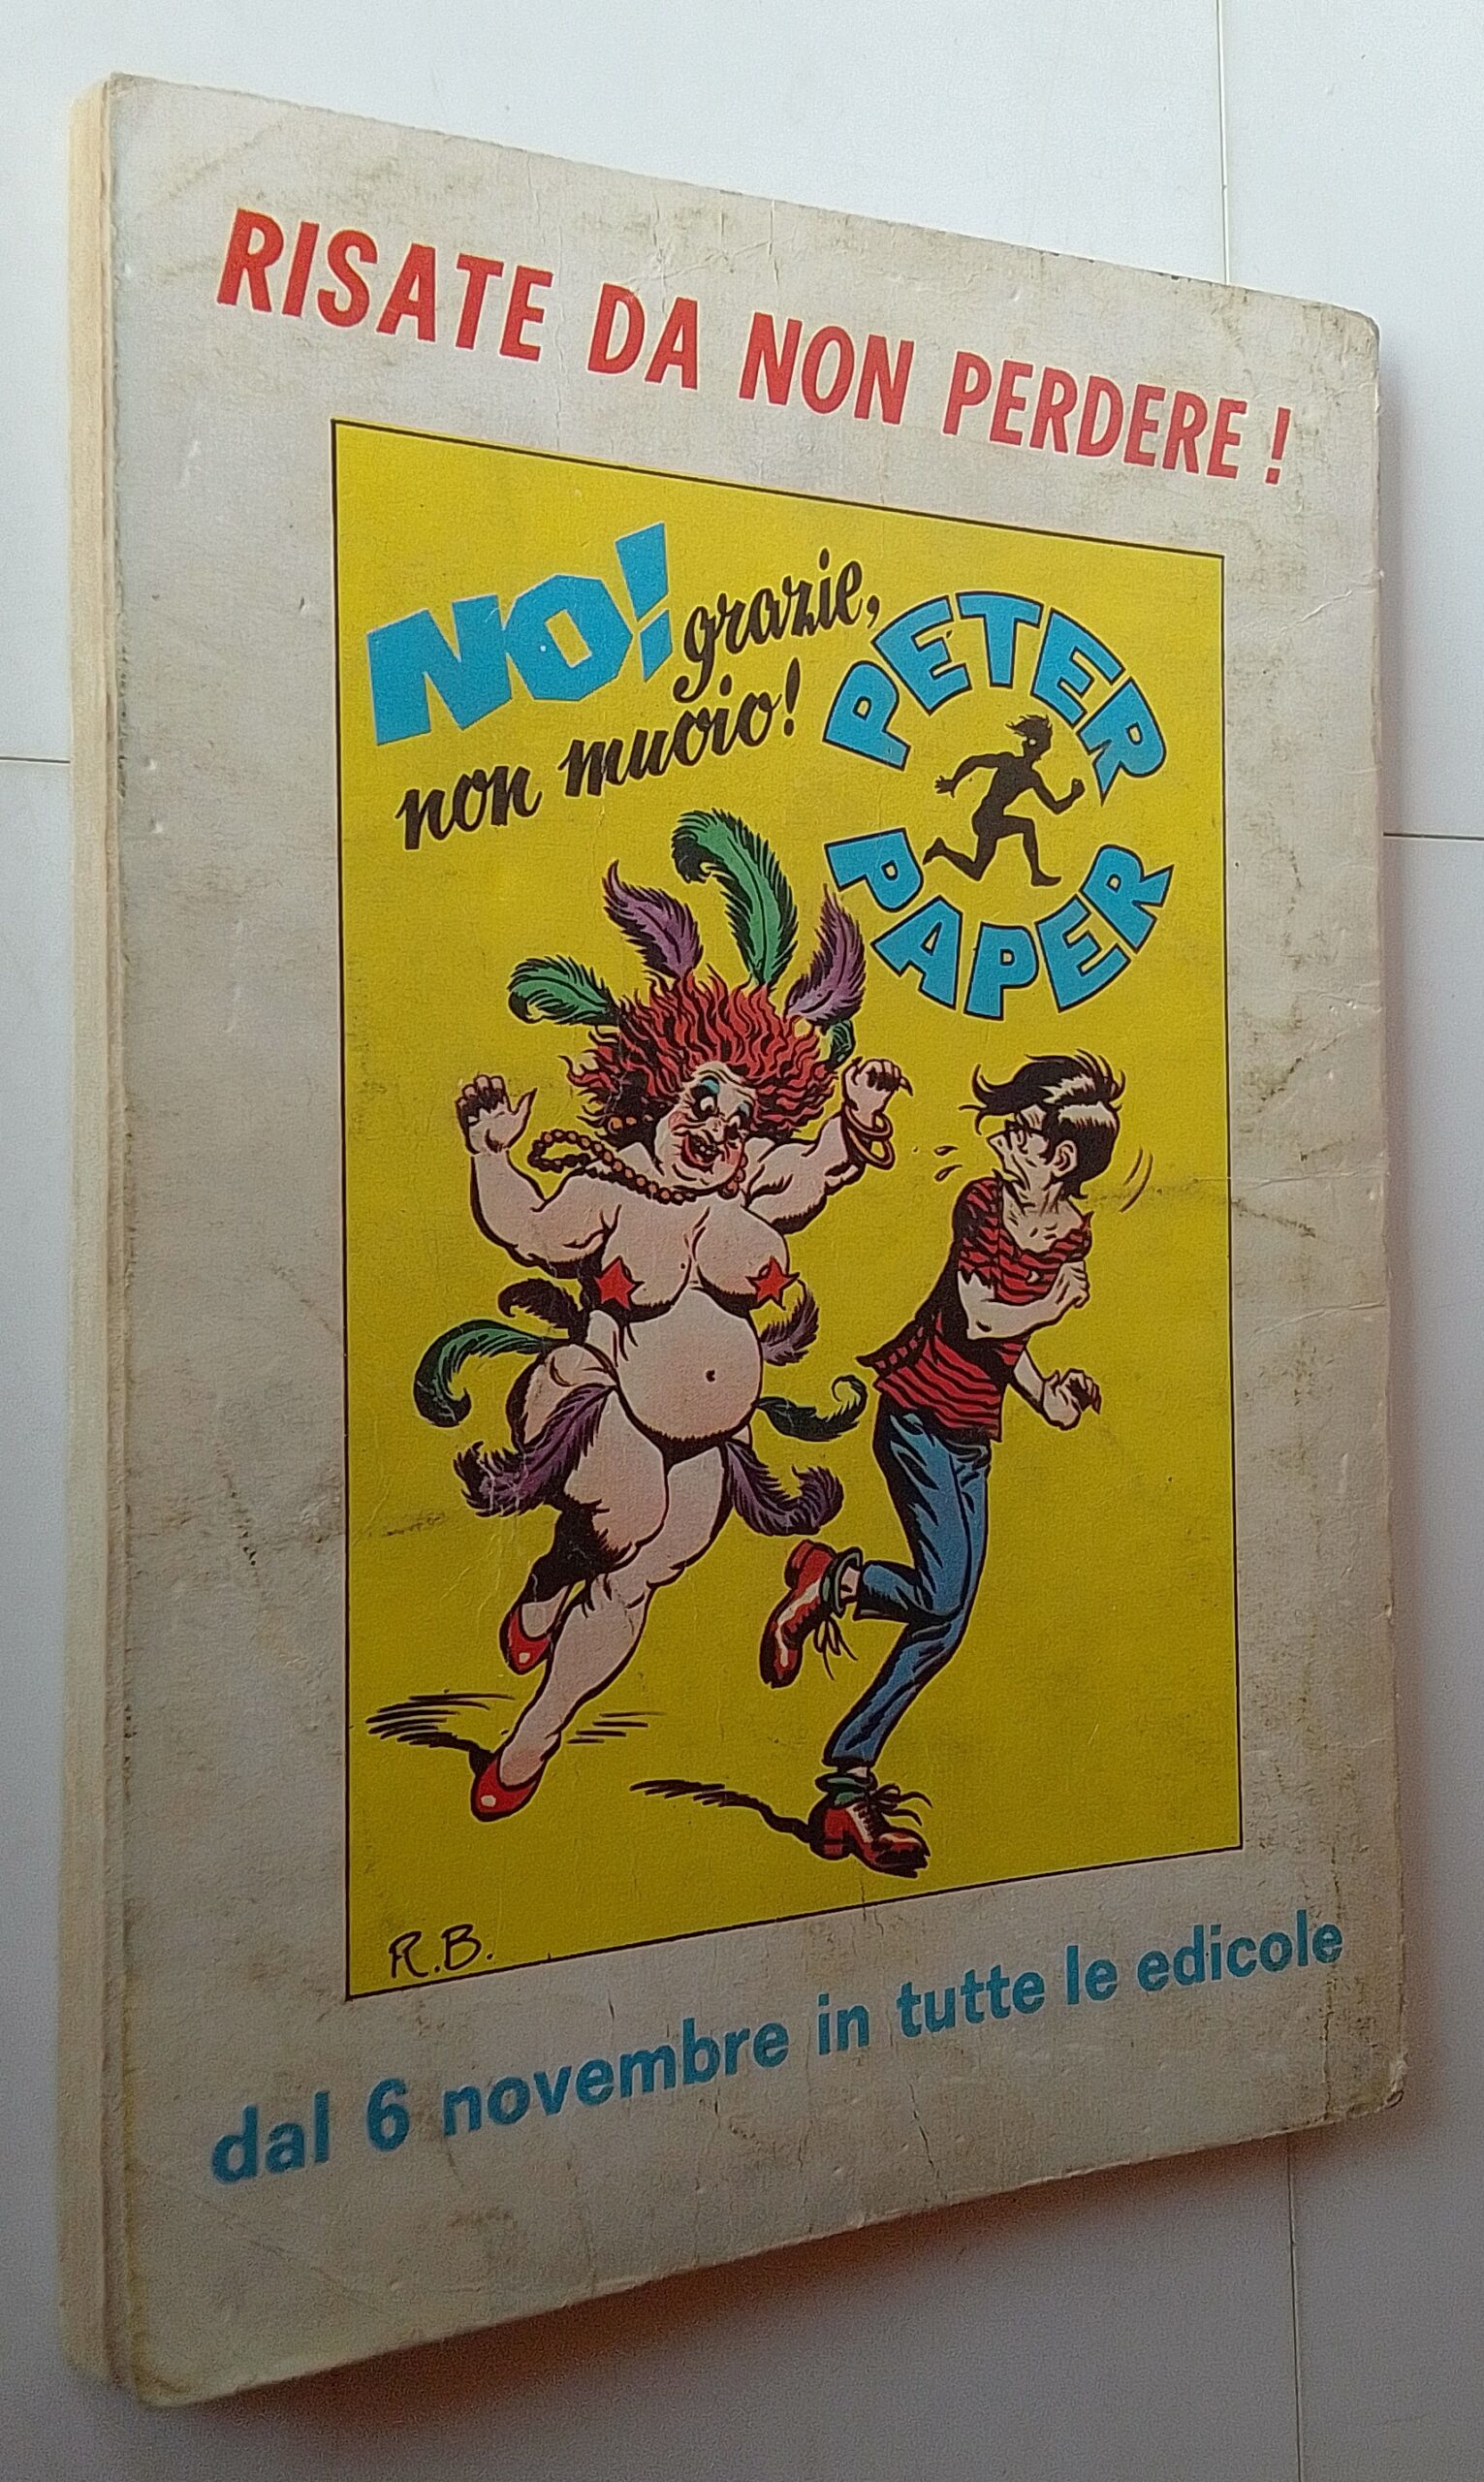 RISATE DA NON PERDERE!
NO! grazie,
non muoio!
PETER
PAPER
R.B.
dal 6 novembre in tutte le edicole